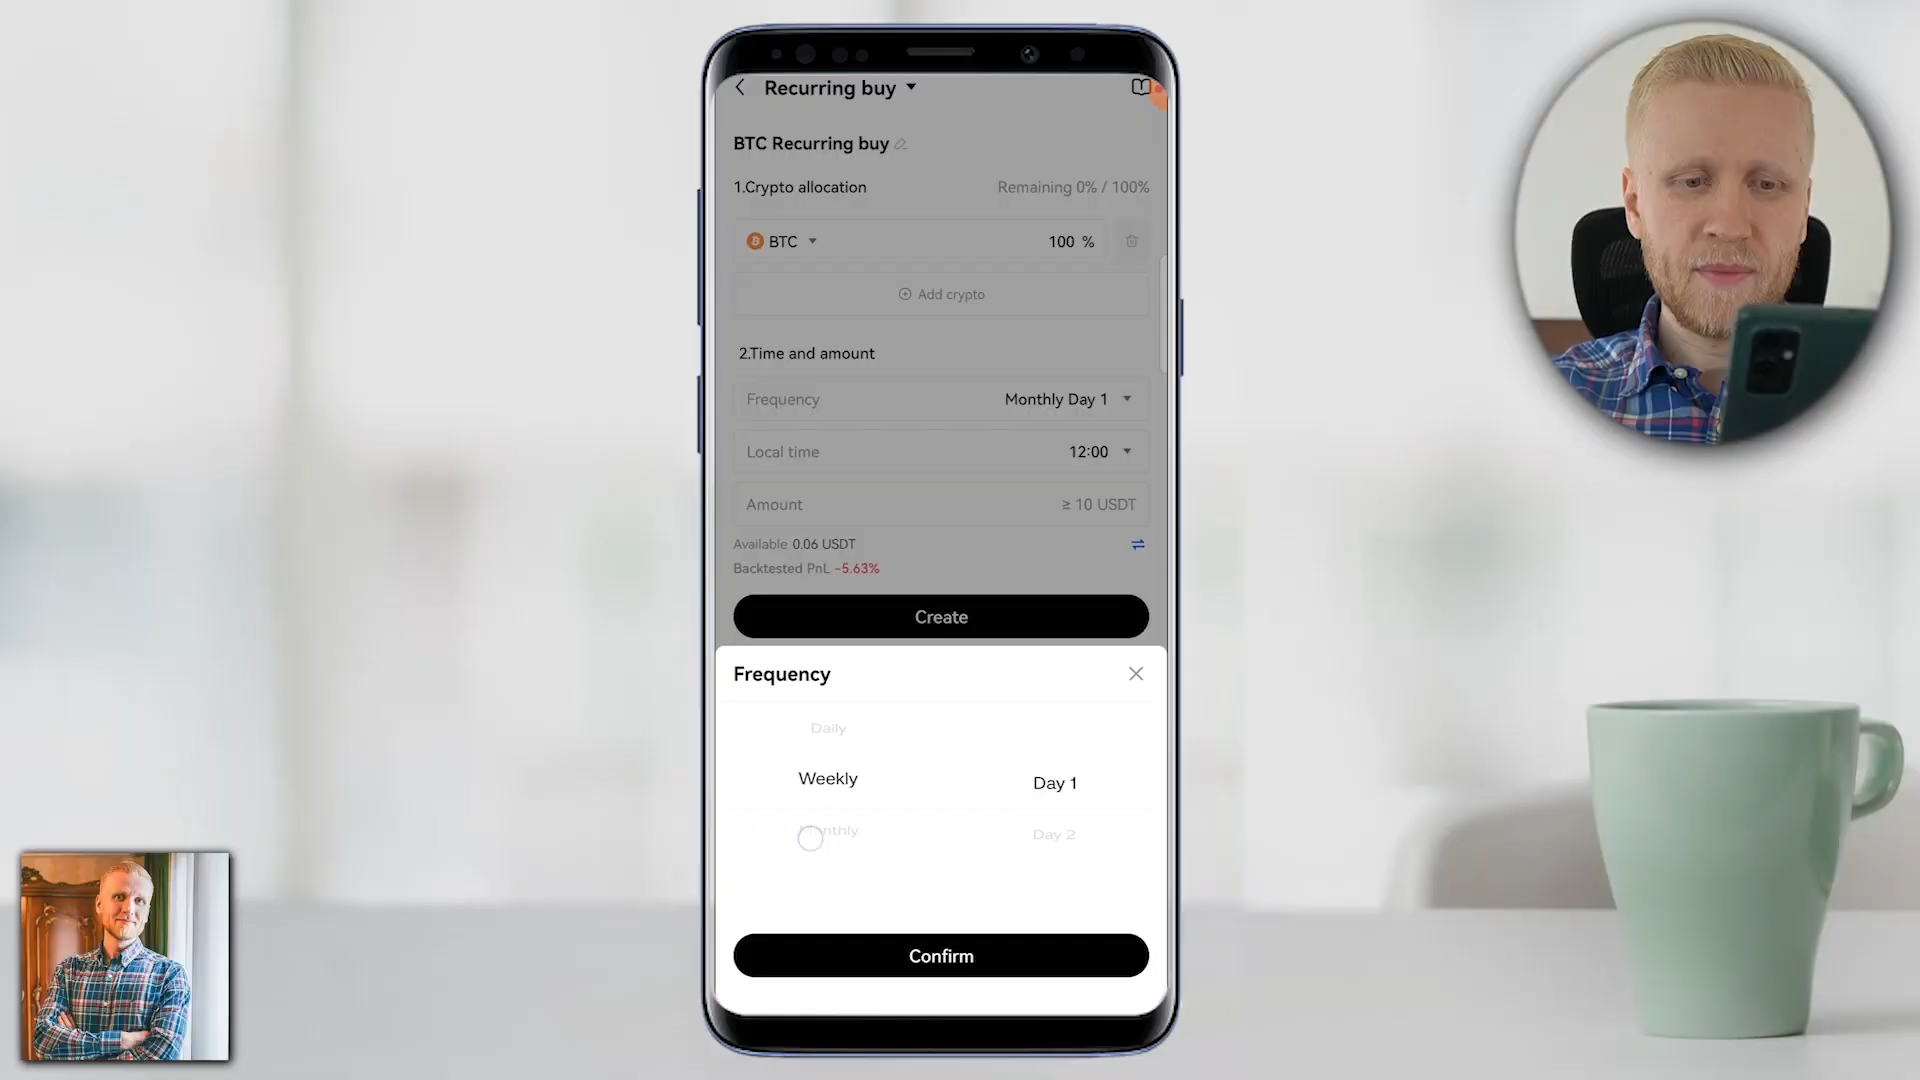 Recurring buy
BTC Recurring buy
1.Crypto allocation
Remaining 0% / 100%
BTC
100 %
Add crypto
2.Time and amount
Frequency
Monthly Day 1
Local time
12:00
Amount
≥ 10 USDT
Available 0.06 USDT
Backtested PnL -5.63%
Create
Frequency
Daily
Weekly
Day 1
Monthly
Day 2
Confirm